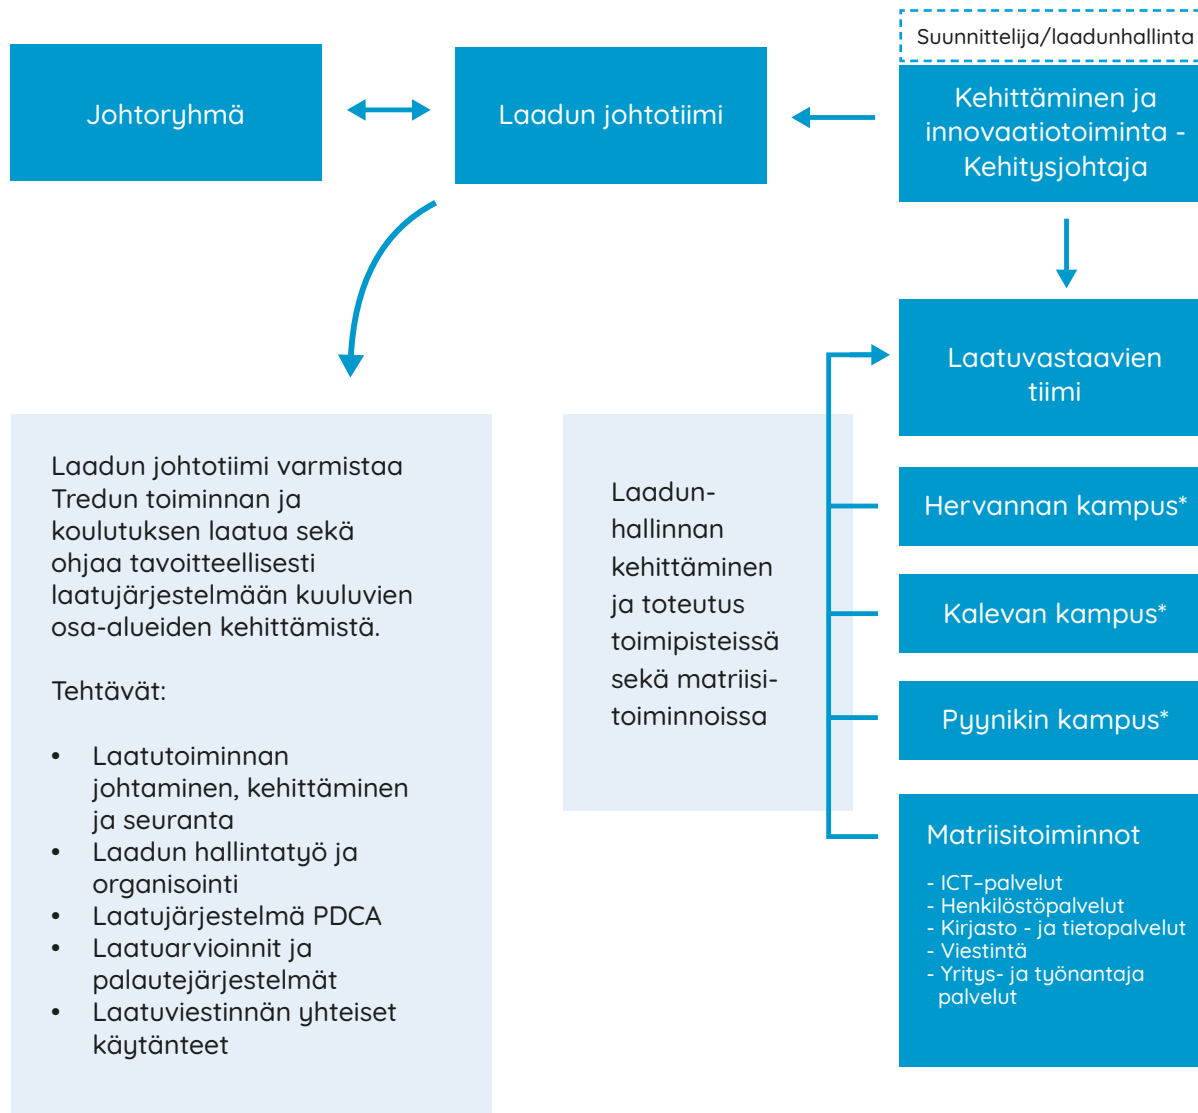 Suunnittelija/laadunhallinta
Johtoryhmä
Laadun johtotiimi
Kehittäminen ja
innovaatiotoiminta -
Kehitysjohtaja
Laatuvastaavien
tiimi
Laadun johtotiimi varmistaa
Tredun toiminnan ja
koulutuksen laatua sekä
ohjaa tavoitteellisesti
laatujärjestelmään kuuluvien
osa-alueiden kehittämistä.
Tehtävät:
• Laatutoiminnan
johtaminen, kehittäminen
ja seuranta
• Laadun hallintatyö ja
organisointi
• Laatujärjestelmä PDCA
• Laatuarvioinnit ja
palautejärjestelmät
• Laatuviestinnän yhteiset
käytänteet
Laadun-
hallinnan
kehittäminen
ja toteutus
toimipisteissä
sekä matriisi-
toiminnoissa
Hervannan kampus*
Kalevan kampus*
Pyynikin kampus*
Matriisitoiminnot
- ICT-palvelut
- Henkilöstöpalvelut
- Kirjasto - ja tietopalvelut
- Viestintä
- Yritys- ja työnantaja
palvelut